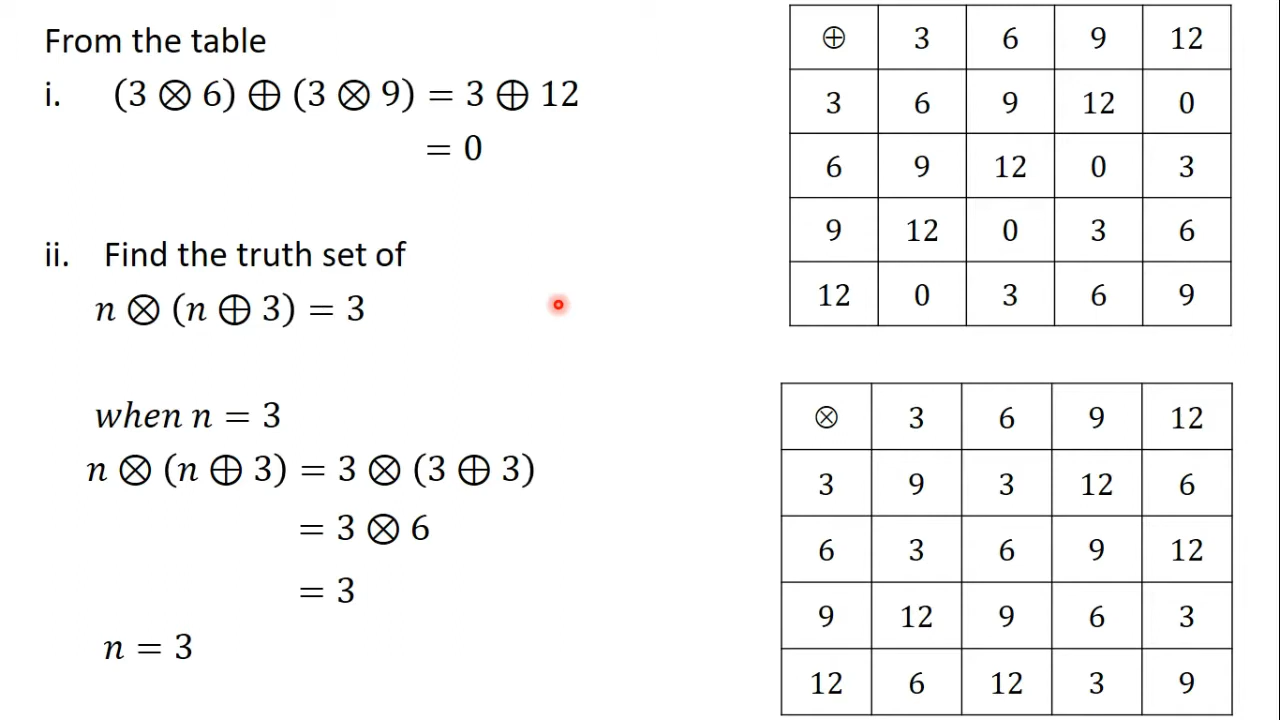 From the table
i. (3 ⊗ 6) ⊕ (3 ⊗ 9) = 3 ⊕ 12
= 0
ii. Find the truth set of
n ⊗ (n ⊕ 3) = 3
when n = 3
n ⊗ (n ⊕ 3) = 3 ⊗ (3 ⊕ 3)
= 3 ⊗ 6
= 3
n = 3
⊕ 3 6 9 12
3 6 9 12 0
6 9 12 0 3
9 12 0 3 6
12 0 3 6 9
⊗ 3 6 9 12
3 9 3 12 6
6 3 6 9 12
9 12 9 6 3
12 6 12 3 9